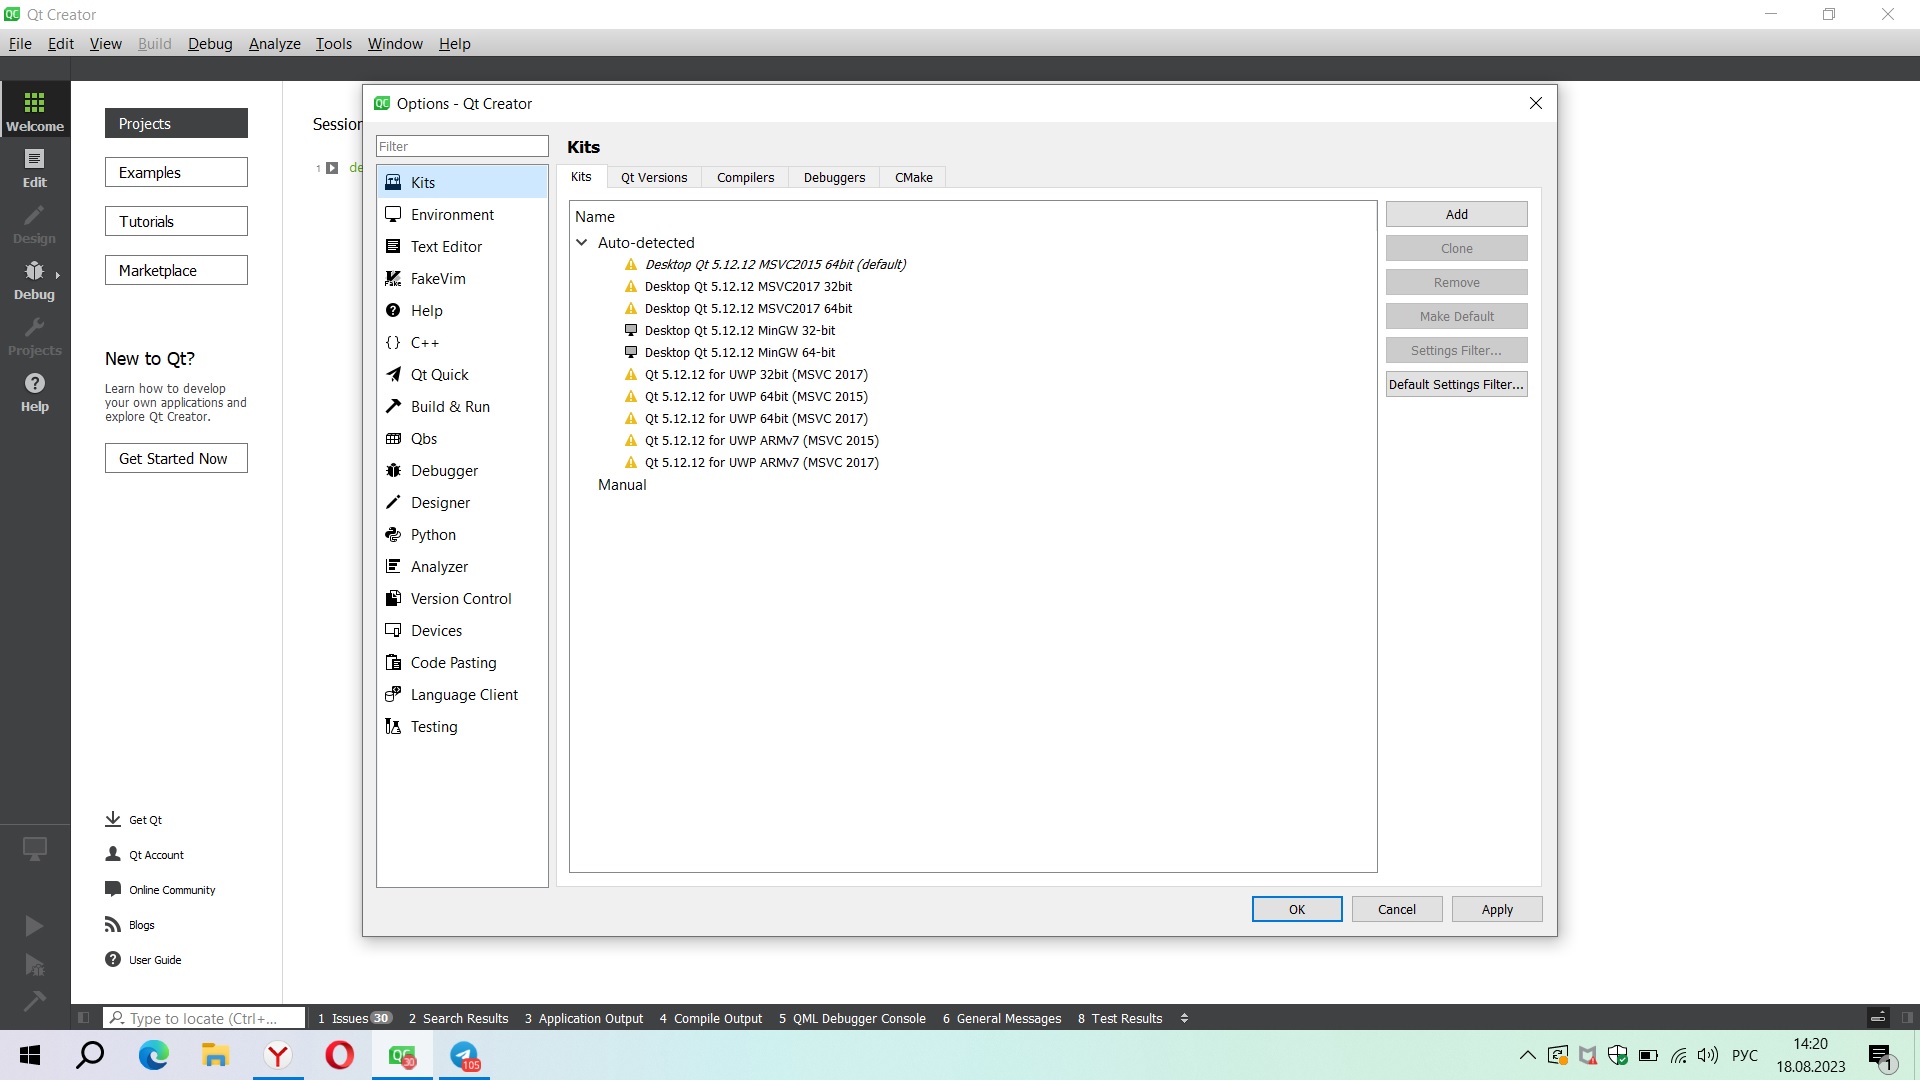 Qt Creator
File Edit View Build Debug Analyze Tools Window Help
Welcome
Edit
Design
Debug
Projects
Help
Projects
Examples
Tutorials
Marketplace
New to Qt?
Learn how to develop
your own applications and
explore Qt Creator.
Get Started Now
Get Qt
Qt Account
Online Community
Blogs
User Guide
Session
1 de
Options - Qt Creator
Filter
Kits
Environment
Text Editor
FakeVim
Help
C++
Qt Quick
Build & Run
Qbs
Debugger
Designer
Python
Analyzer
Version Control
Devices
Code Pasting
Language Client
Testing
Kits
Kits Qt Versions Compilers Debuggers CMake
Name
Auto-detected
Desktop Qt 5.12.12 MSVC2015 64bit (default)
Desktop Qt 5.12.12 MSVC2017 32bit
Desktop Qt 5.12.12 MSVC2017 64bit
Desktop Qt 5.12.12 MinGW 32-bit
Desktop Qt 5.12.12 MinGW 64-bit
Qt 5.12.12 for UWP 32bit (MSVC 2017)
Qt 5.12.12 for UWP 64bit (MSVC 2015)
Qt 5.12.12 for UWP 64bit (MSVC 2017)
Qt 5.12.12 for UWP ARMv7 (MSVC 2015)
Qt 5.12.12 for UWP ARMv7 (MSVC 2017)
Manual
Add
Clone
Remove
Make Default
Settings Filter...
Default Settings Filter...
OK Cancel Apply
Type to locate (Ctrl+... 1 Issues 30 2 Search Results 3 Application Output 4 Compile Output 5 QML Debugger Console 6 General Messages 8 Test Results
30 105 РУС 14:20
18.08.2023 1